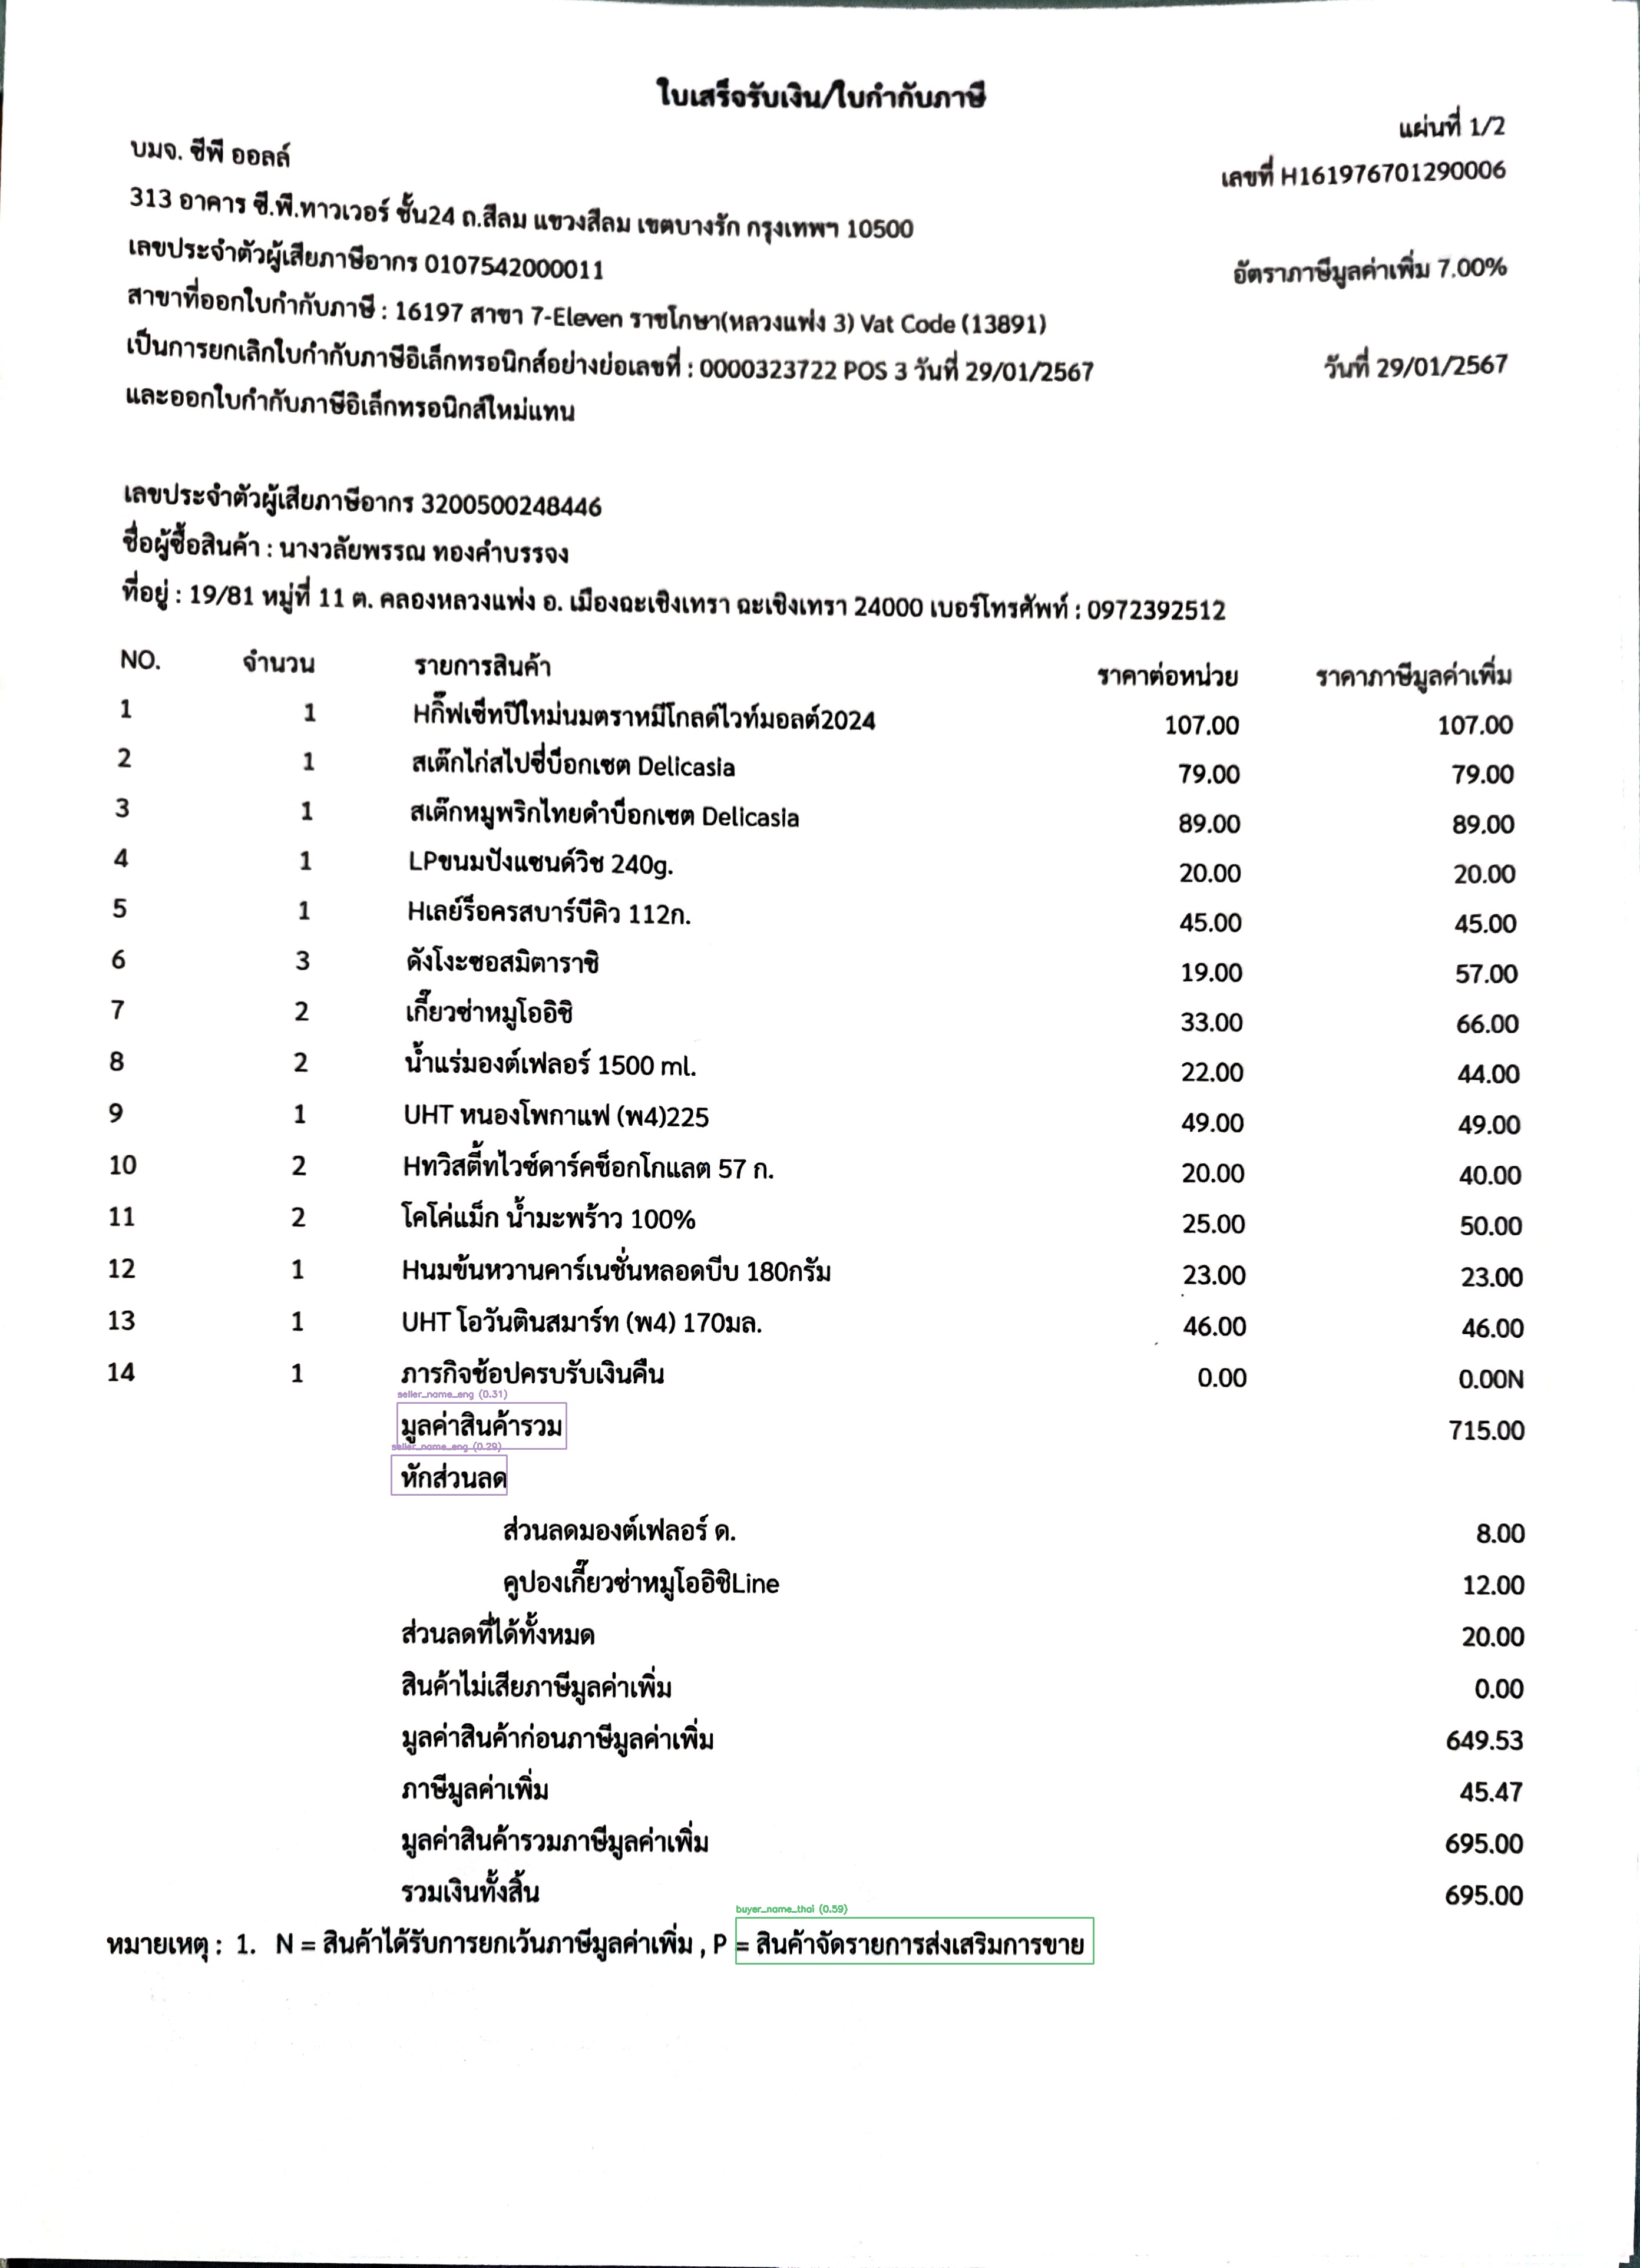 ใบเสร็จรับเงิน/ใบกำกับภาษี
แผ่นที่ 1/2
บมจ. ซีพี ออลล์
เลขที่ H161976701290006
313 อาคาร ซี.พี.ทาวเวอร์ ชั้น24 ถ.สีลม แขวงสีลม เขตบางรัก กรุงเทพฯ 10500
เลขประจำตัวผู้เสียภาษีอากร 0107542000011
อัตราภาษีมูลค่าเพิ่ม 7.00%
สาขาที่ออกใบกำกับภาษี : 16197 สาขา 7-Eleven ราชโกษา(หลวงแพ่ง 3) Vat Code (13891)
เป็นการยกเลิกใบกำกับภาษีอิเล็กทรอนิกส์อย่างย่อเลขที่ : 0000323722 POS 3 วันที่ 29/01/2567
วันที่ 29/01/2567
และออกใบกำกับภาษีอิเล็กทรอนิกส์ใหม่แทน
เลขประจำตัวผู้เสียภาษีอากร 3200500248446
ชื่อผู้ซื้อสินค้า : นางวลัยพรรณ ทองคำบรรจง
ที่อยู่ : 19/81 หมู่ที่ 11 ต. คลองหลวงแพ่ง อ. เมืองฉะเชิงเทรา ฉะเชิงเทรา 24000 เบอร์โทรศัพท์ : 0972392512
NO. จำนวน รายการสินค้า ราคาต่อหน่วย ราคาภาษีมูลค่าเพิ่ม
1 1 Hกิ๊ฟเซ็ทปีใหม่นมตราหมีโกลด์ไวท์มอลต์2024 107.00 107.00
2 1 สเต๊กไก่สไปซี่บ็อกเซต Delicasia 79.00 79.00
3 1 สเต๊กหมูพริกไทยดำบ็อกเซต Delicasia 89.00 89.00
4 1 LPขนมปังแซนด์วิช 240g. 20.00 20.00
5 1 Hเลย์ร็อครสบาร์บีคิว 112ก. 45.00 45.00
6 3 ดังโงะซอสมิตาราชิ 19.00 57.00
7 2 เกี๊ยวซ่าหมูโออิชิ 33.00 66.00
8 2 น้ำแร่มองต์เฟลอร์ 1500 ml. 22.00 44.00
9 1 UHT หนองโพกาแฟ (พ4)225 49.00 49.00
10 2 Hทวิสตี้ทไวซ์ดาร์คช็อกโกแลต 57 ก. 20.00 40.00
11 2 โคโค่แม็ก น้ำมะพร้าว 100% 25.00 50.00
12 1 Hนมข้นหวานคาร์เนชั่นหลอดบีบ 180กรัม 23.00 23.00
13 1 UHT โอวันตินสมาร์ท (พ4) 170มล. 46.00 46.00
14 1 ภารกิจช้อปครบรับเงินคืน 0.00 0.00N
seller_name_eng (0.31)
มูลค่าสินค้ารวม 715.00
seller_name_eng (0.29)
หักส่วนลด
ส่วนลดมองต์เฟลอร์ ด. 8.00
คูปองเกี๊ยวซ่าหมูโออิชิLine 12.00
ส่วนลดที่ได้ทั้งหมด 20.00
สินค้าไม่เสียภาษีมูลค่าเพิ่ม 0.00
มูลค่าสินค้าก่อนภาษีมูลค่าเพิ่ม 649.53
ภาษีมูลค่าเพิ่ม 45.47
มูลค่าสินค้ารวมภาษีมูลค่าเพิ่ม 695.00
รวมเงินทั้งสิ้น 695.00
buyer_name_thai (0.59)
หมายเหตุ : 1. N = สินค้าได้รับการยกเว้นภาษีมูลค่าเพิ่ม , P = สินค้าจัดรายการส่งเสริมการขาย